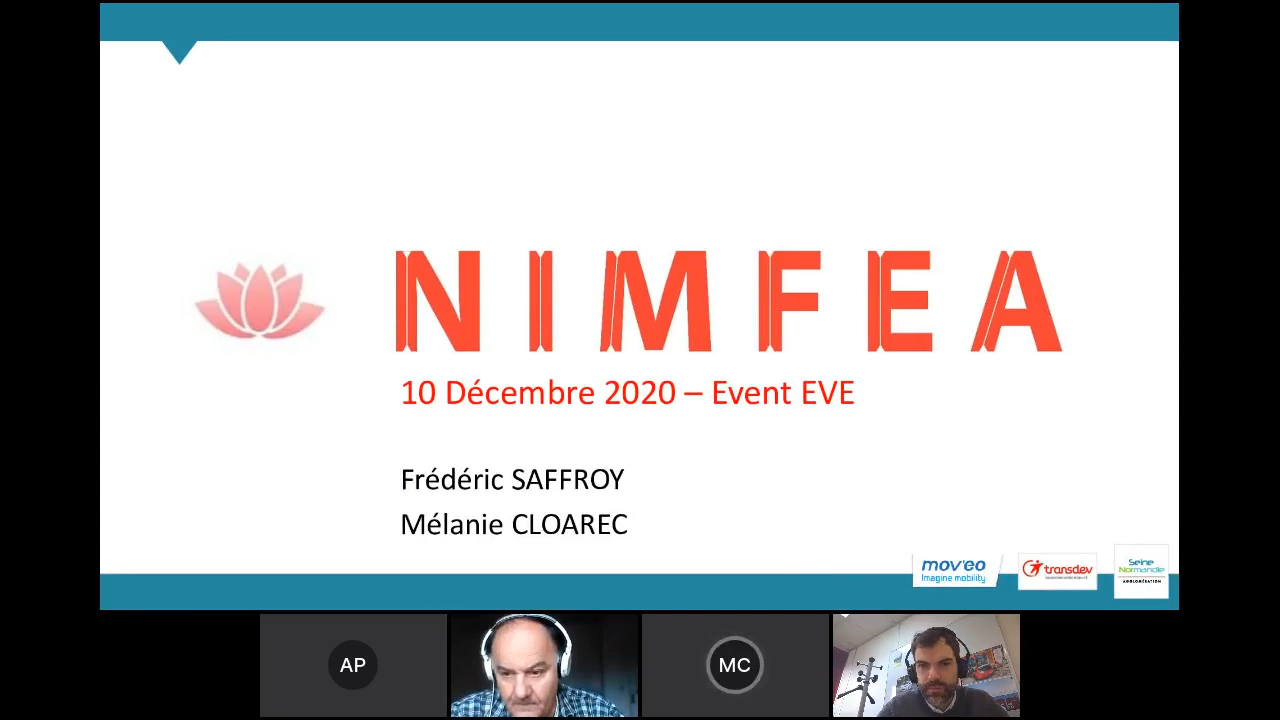 NIMFEA
10 Décembre 2020 – Event EVE
Frédéric SAFFROY
Mélanie CLOAREC
mov'eo
Imagine mobility
transdev
Seine
Normandie
AGGLOMÉRATION
AP
MC